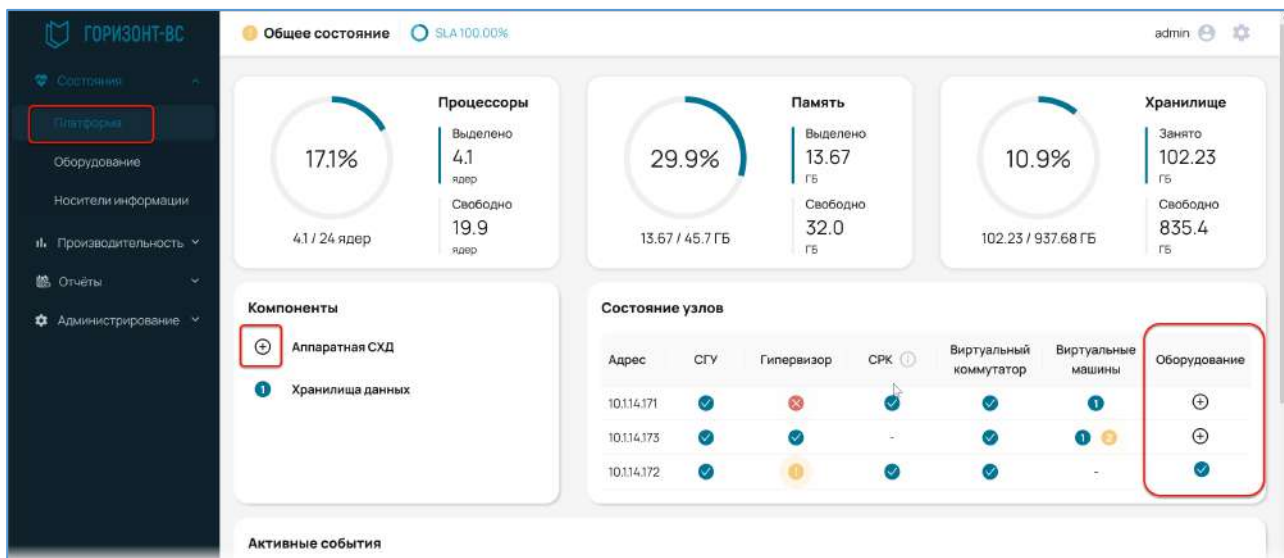 ГОРИЗОНТ-ВС
Общее состояние
SLA 100.00%
admin
Состояния
Платформа
Оборудование
Носители информации
Производительность
Отчёты
Администрирование
17.1%
4.1 / 24 ядер
Процессоры
Выделено
4.1
ядер
Свободно
19.9
ядер
29.9%
13.67 / 45.7 ГБ
Память
Выделено
13.67
ГБ
Свободно
32.0
ГБ
10.9%
102.23 / 937.68 ГБ
Хранилище
Занято
102.23
ГБ
Свободно
835.4
ГБ
Компоненты
Аппаратная СХД
1 Хранилища данных
Состояние узлов
Адрес СГУ Гипервизор СРК Виртуальный коммутатор Виртуальные машины Оборудование
10.1.14.171 1
10.1.14.173 - 1 2
10.1.14.172 -
Активные события